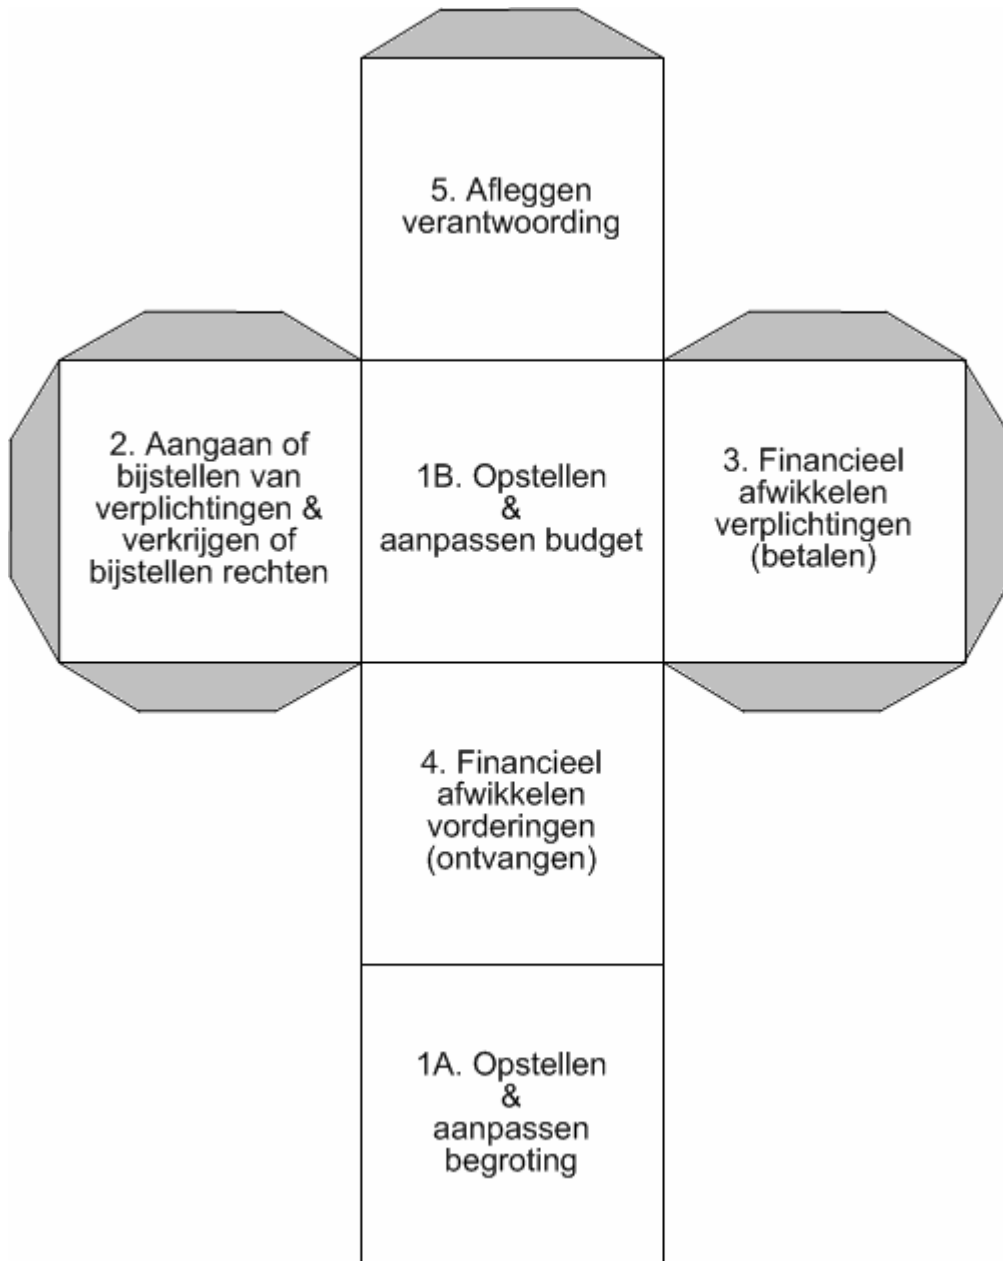 5. Afleggen
verantwoording
2. Aangaan of
bijstellen van
verplichtingen &
verkrijgen of
bijstellen rechten
1B. Opstellen
&
aanpassen budget
3. Financieel
afwikkelen
verplichtingen
(betalen)
4. Financieel
afwikkelen
vorderingen
(ontvangen)
1A. Opstellen
&
aanpassen
begroting